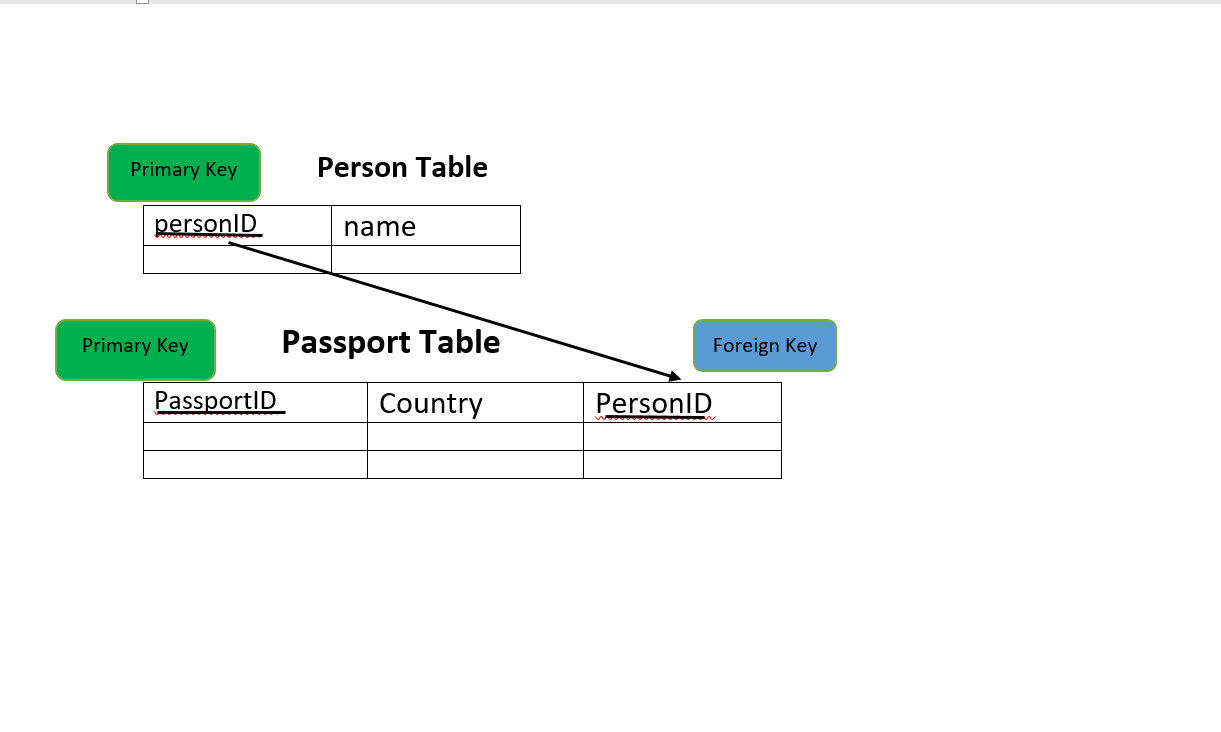 Primary Key
Person Table
personID
name
Primary Key
Passport Table
Foreign Key
PassportID
Country
PersonID